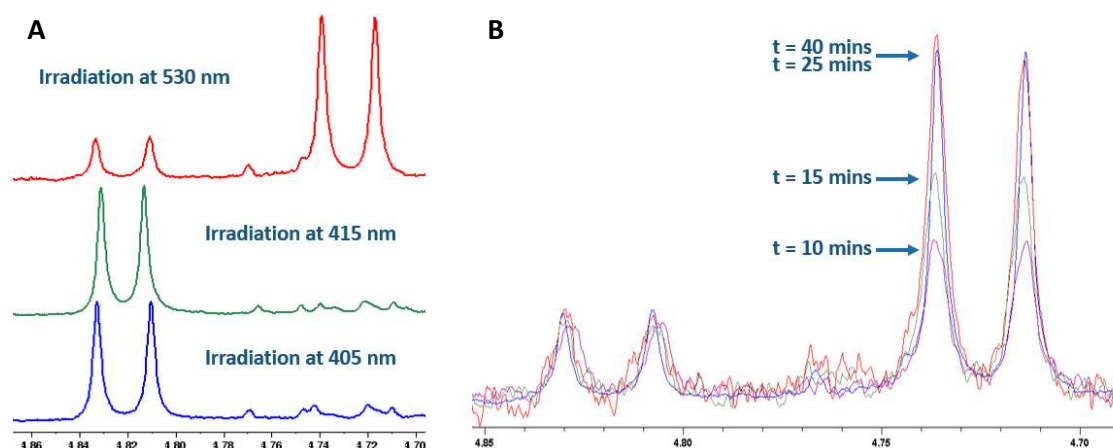 A
B
Irradiation at 530 nm
t = 40 mins
t = 25 mins
t = 15 mins
Irradiation at 415 nm
t = 10 mins
Irradiation at 405 nm
4.86 4.84 4.82 4.80 4.78 4.76 4.74 4.72 4.70
4.85 4.80 4.75 4.70